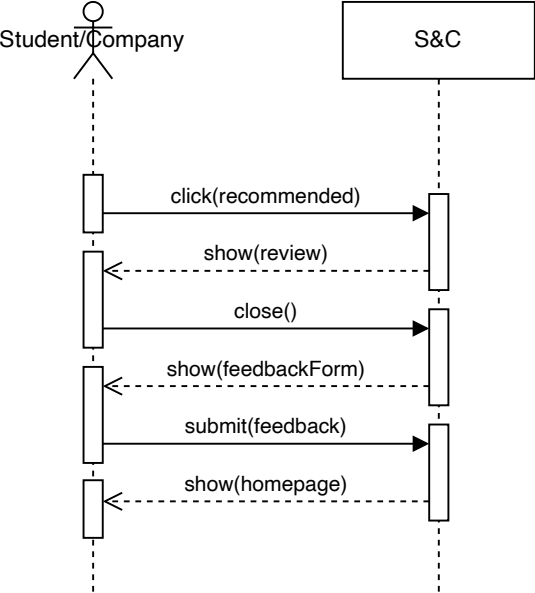 Student/Company
S&C
click(recommended)
show(review)
close()
show(feedbackForm)
submit(feedback)
show(homepage)